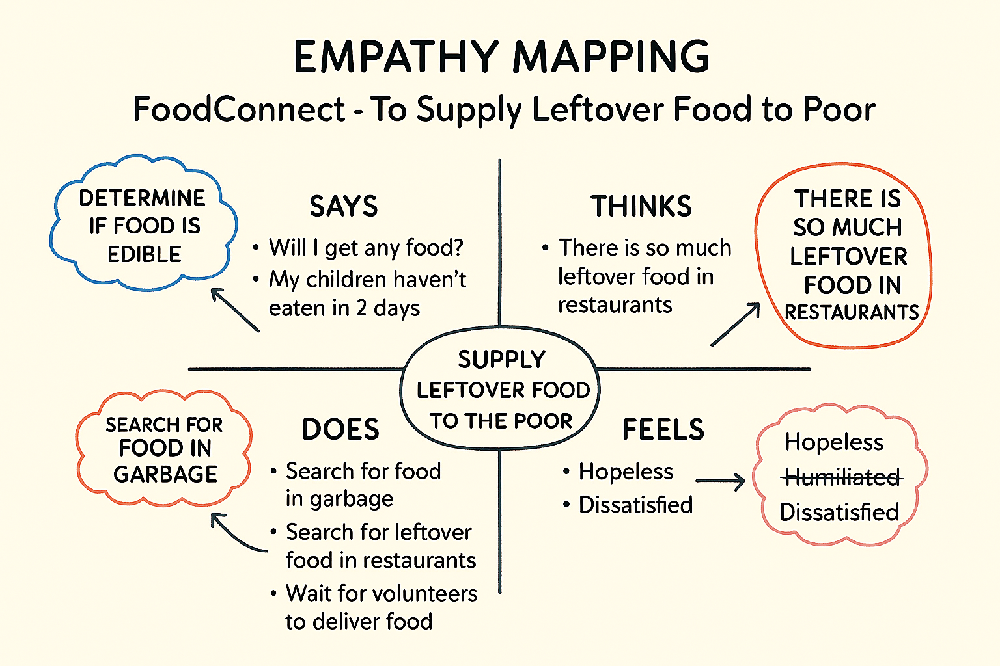 EMPATHY MAPPING
FoodConnect - To Supply Leftover Food to Poor
DETERMINE
IF FOOD IS
EDIBLE
SAYS
• Will I get any food?
• My children haven't
eaten in 2 days
THINKS
• There is so much
leftover food in
restaurants
THERE IS
SO MUCH
LEFTOVER
FOOD IN
RESTAURANTS
SUPPLY
LEFTOVER FOOD
TO THE POOR
SEARCH FOR
FOOD IN
GARBAGE
DOES
• Search for food
in garbage
• Search for leftover
food in restaurants
• Wait for volunteers
to deliver food
FEELS
• Hopeless
• Dissatisfied
Hopeless
Humiliated
Dissatisfied